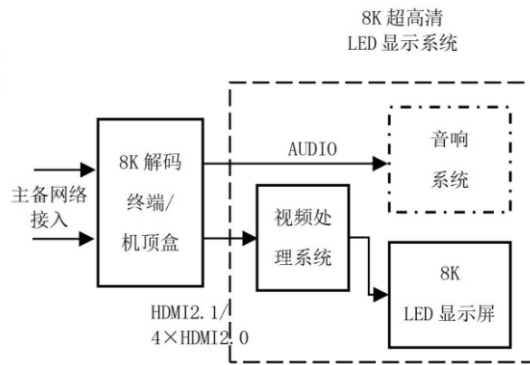 8K 超高清
LED 显示系统
主备网络
接入
8K 解码
终端/
机顶盒
AUDIO
音响
系统
视频处
理系统
8K
LED 显示屏
HDMI2.1/
4×HDMI2.0